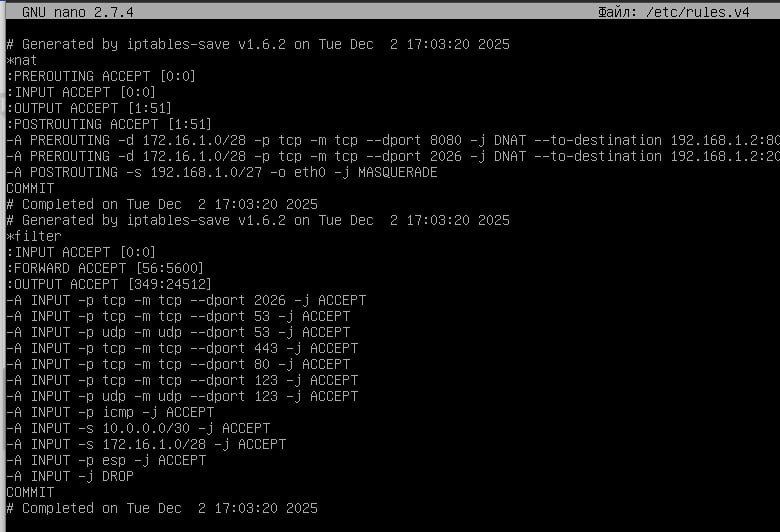 GNU nano 2.7.4 Файл: /etc/rules.v4
# Generated by iptables-save v1.6.2 on Tue Dec  2 17:03:20 2025
*nat
:PREROUTING ACCEPT [0:0]
:INPUT ACCEPT [0:0]
:OUTPUT ACCEPT [1:51]
:POSTROUTING ACCEPT [1:51]
-A PREROUTING -d 172.16.1.0/28 -p tcp -m tcp --dport 8080 -j DNAT --to-destination 192.168.1.2:80
-A PREROUTING -d 172.16.1.0/28 -p tcp -m tcp --dport 2026 -j DNAT --to-destination 192.168.1.2:20
-A POSTROUTING -s 192.168.1.0/27 -o eth0 -j MASQUERADE
COMMIT
# Completed on Tue Dec  2 17:03:20 2025
# Generated by iptables-save v1.6.2 on Tue Dec  2 17:03:20 2025
*filter
:INPUT ACCEPT [0:0]
:FORWARD ACCEPT [56:5600]
:OUTPUT ACCEPT [349:24512]
-A INPUT -p tcp -m tcp --dport 2026 -j ACCEPT
-A INPUT -p tcp -m tcp --dport 53 -j ACCEPT
-A INPUT -p udp -m udp --dport 53 -j ACCEPT
-A INPUT -p tcp -m tcp --dport 443 -j ACCEPT
-A INPUT -p tcp -m tcp --dport 80 -j ACCEPT
-A INPUT -p tcp -m tcp --dport 123 -j ACCEPT
-A INPUT -p udp -m udp --dport 123 -j ACCEPT
-A INPUT -p icmp -j ACCEPT
-A INPUT -s 10.0.0.0/30 -j ACCEPT
-A INPUT -s 172.16.1.0/28 -j ACCEPT
-A INPUT -p esp -j ACCEPT
-A INPUT -j DROP
COMMIT
# Completed on Tue Dec  2 17:03:20 2025